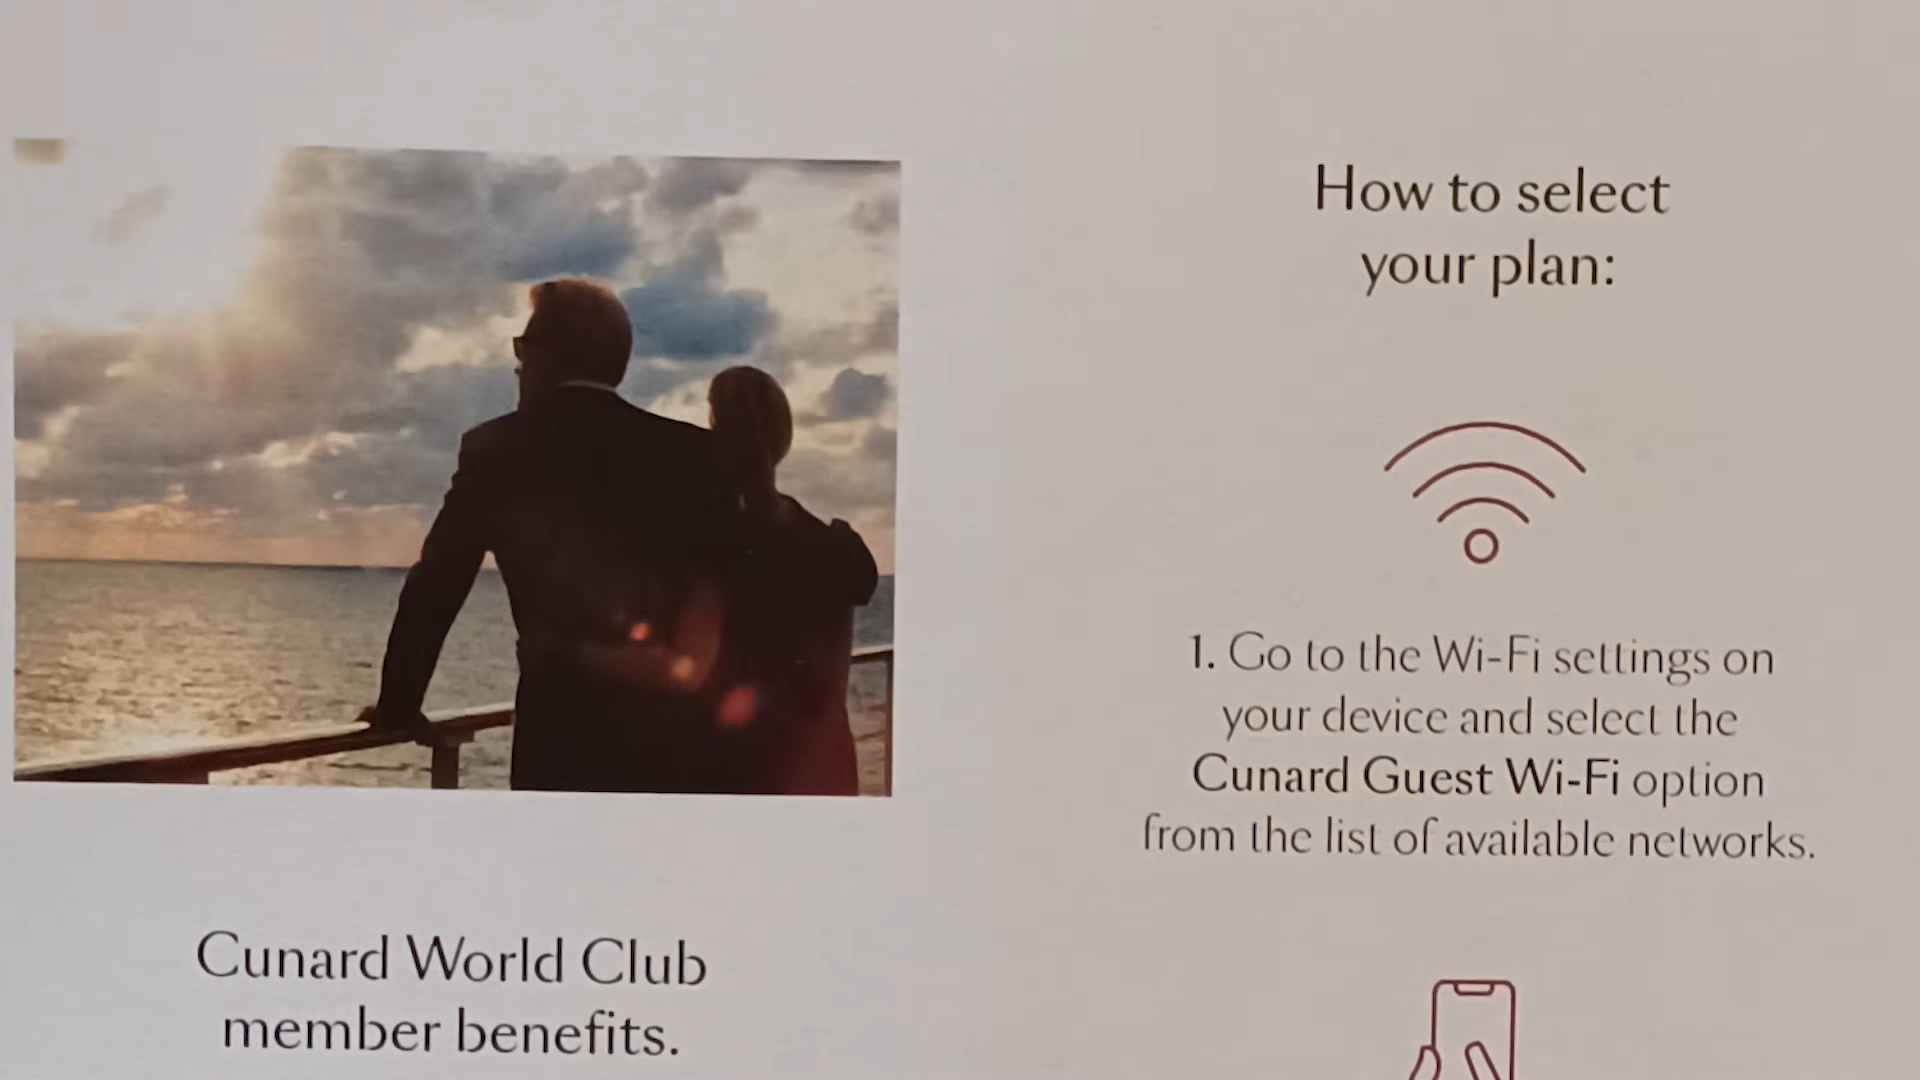 How to select
your plan:
1. Go to the Wi-Fi settings on
your device and select the
Cunard Guest Wi-Fi option
from the list of available networks.
Cunard World Club
member benefits.